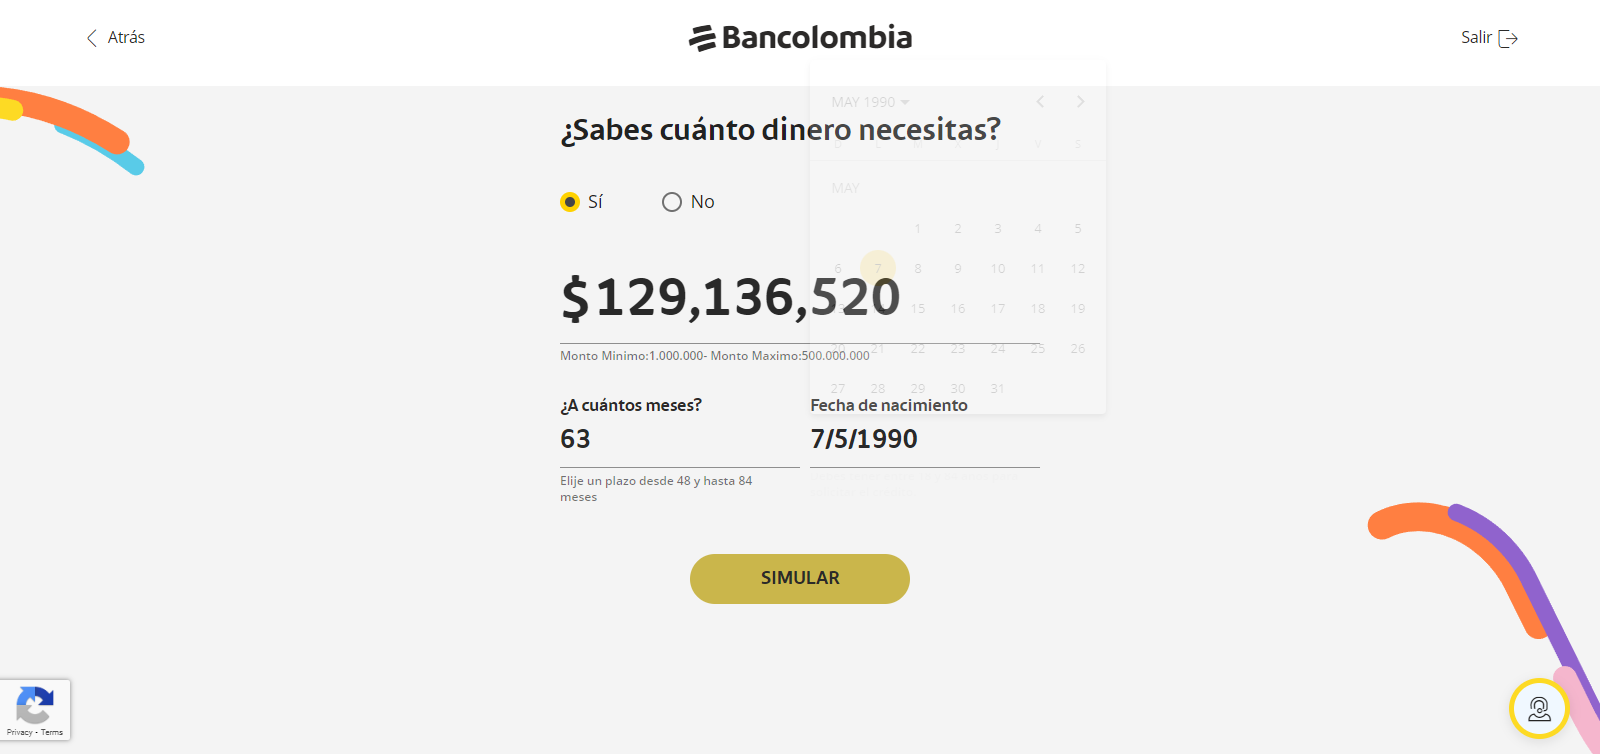 Atrás
Bancolombia
Salir
MAY 1990
¿Sabes cuánto dinero necesitas?
V S
Sí
No
MAY
1 2 3 4 5
6 7 8 9 10 11 12
15 16 17 18 19
20 21 22 23 24 25 26
27 28 29 30 31
$129,136,520
Monto Minimo:1.000.000- Monto Maximo:500.000.000
¿A cuántos meses?
63
Elije un plazo desde 48 y hasta 84
meses
Fecha de nacimiento
7/5/1990
SIMULAR
Privacy - Terms